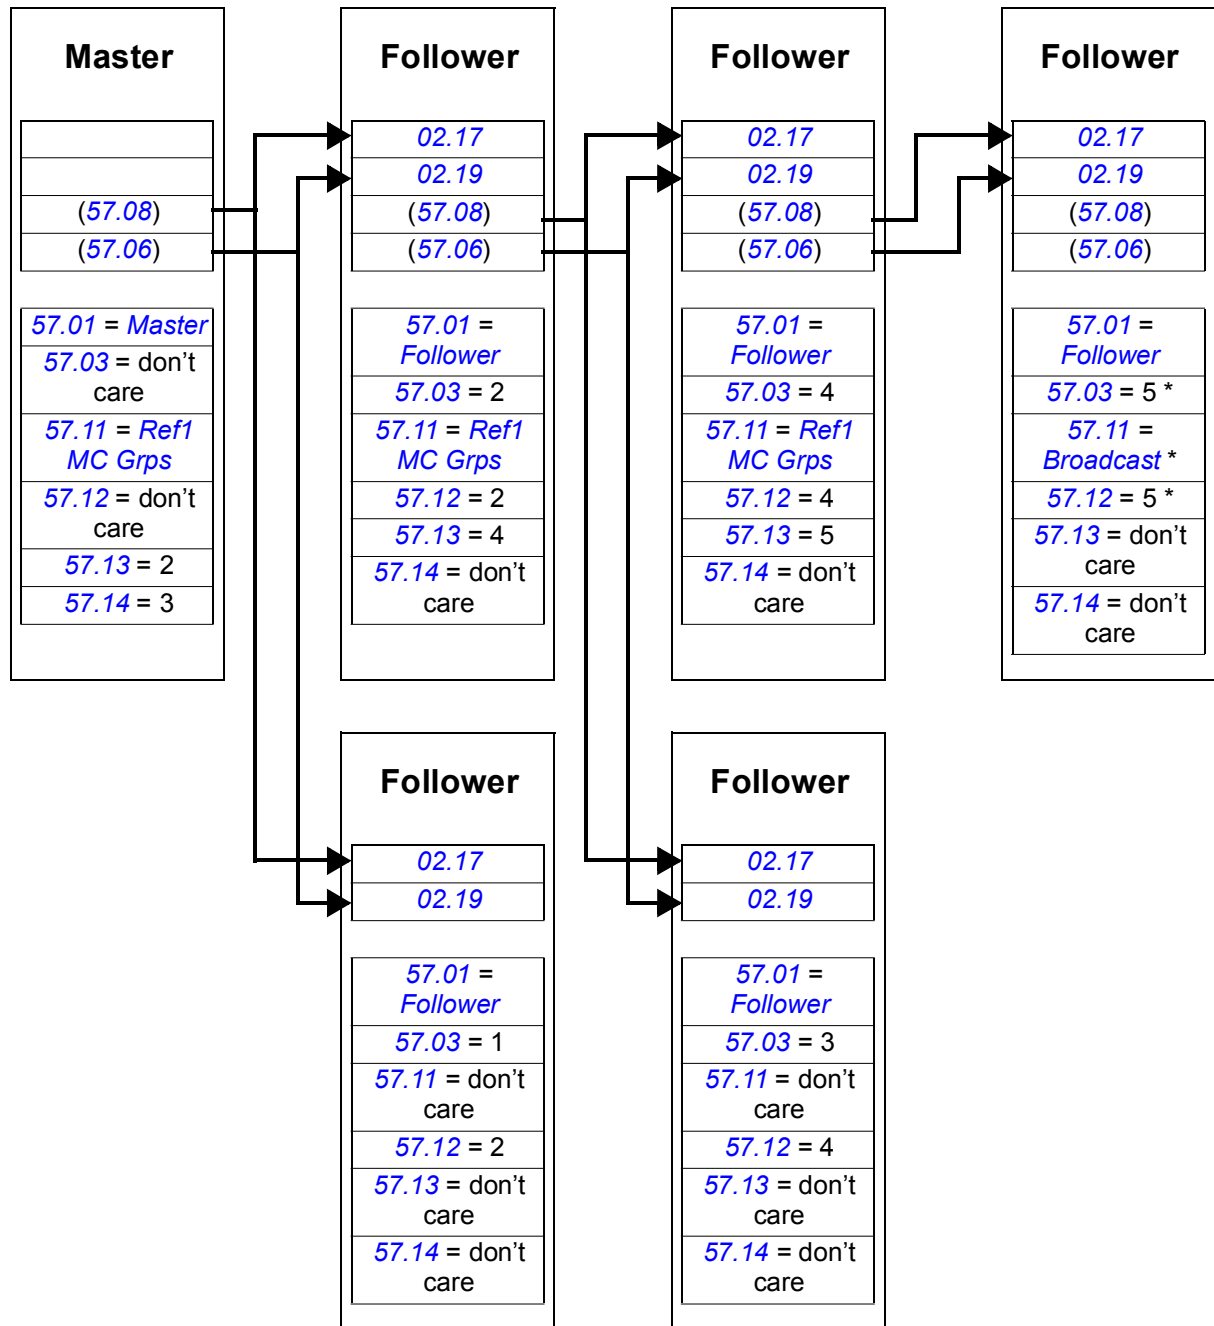 Master
(57.08)
(57.06)
57.01 = Master
57.03 = don't
care
57.11 = Ref1
MC Grps
57.12 = don't
care
57.13 = 2
57.14 = 3
Follower
02.17
02.19
(57.08)
(57.06)
57.01 =
Follower
57.03 = 2
57.11 = Ref1
MC Grps
57.12 = 2
57.13 = 4
57.14 = don't
care
Follower
02.17
02.19
(57.08)
(57.06)
57.01 =
Follower
57.03 = 4
57.11 = Ref1
MC Grps
57.12 = 4
57.13 = 5
57.14 = don't
care
Follower
02.17
02.19
(57.08)
(57.06)
57.01 =
Follower
57.03 = 5 *
57.11 =
Broadcast *
57.12 = 5 *
57.13 = don't
care
57.14 = don't
care
Follower
02.17
02.19
57.01 =
Follower
57.03 = 1
57.11 = don't
care
57.12 = 2
57.13 = don't
care
57.14 = don't
care
Follower
02.17
02.19
57.01 =
Follower
57.03 = 3
57.11 = don't
care
57.12 = 4
57.13 = don't
care
57.14 = don't
care